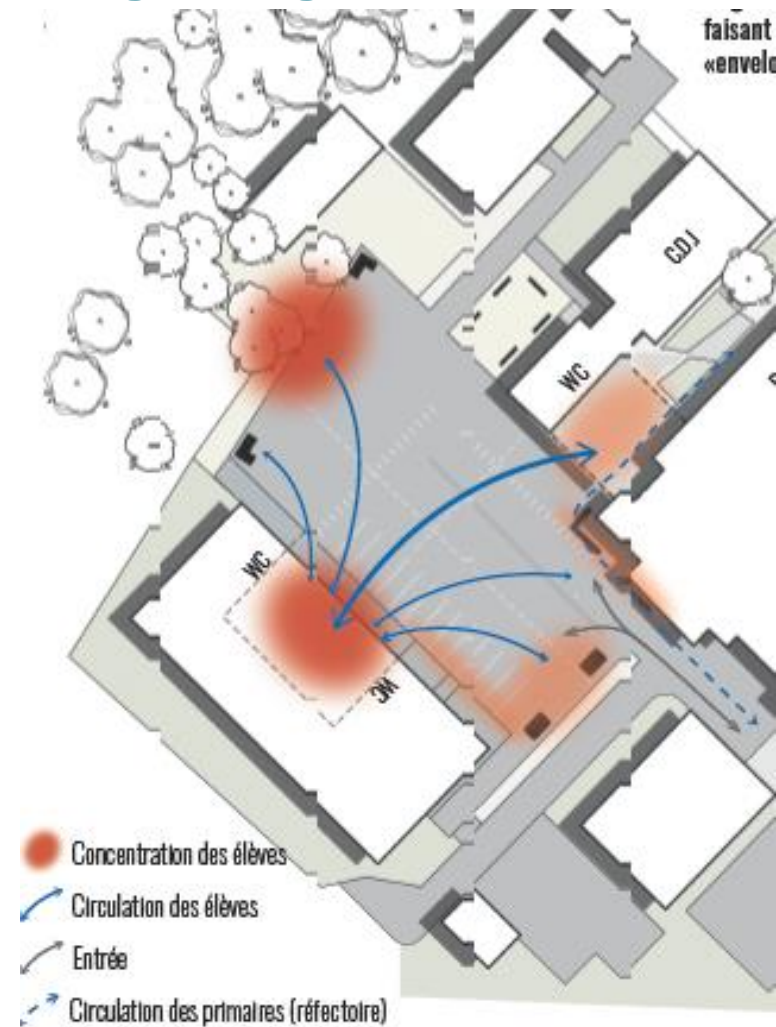 faisant
«envelo
CDJ
WC
WC
WC
Concentration des élèves
Circulation des élèves
Entrée
Circulation des primaires (réfectoire)